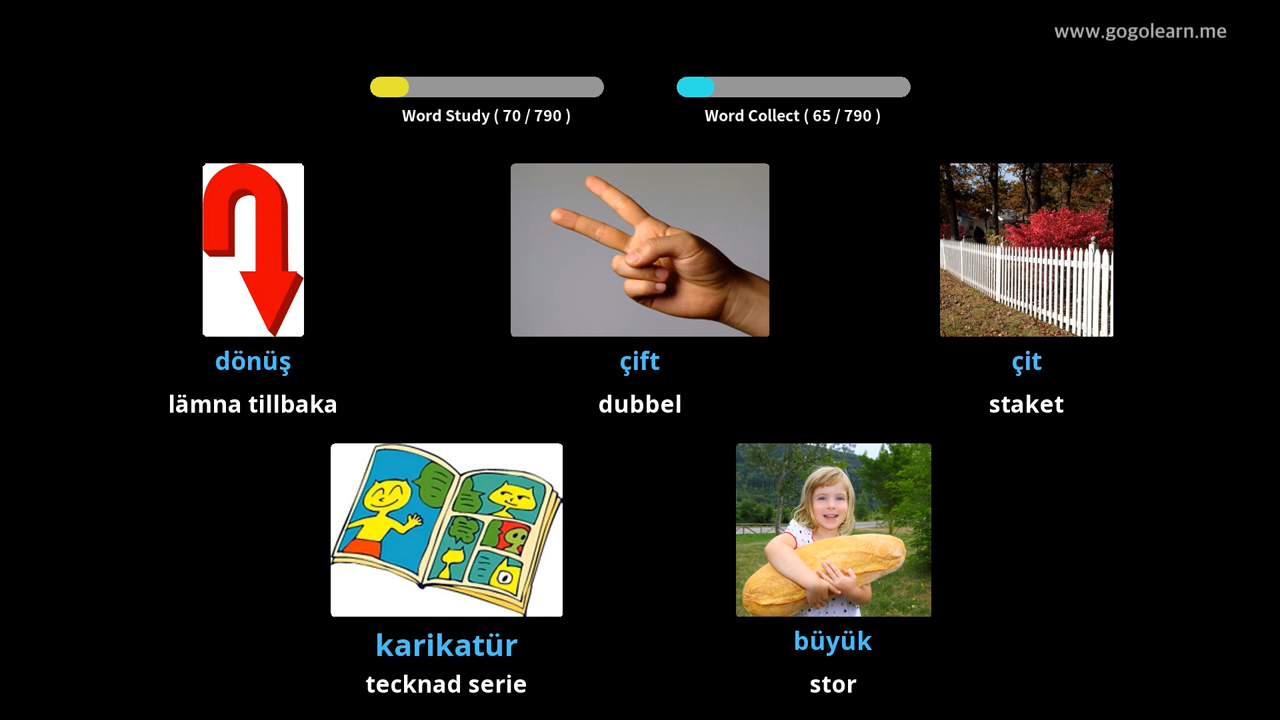 www.gogolearn.me
Word Study ( 70 / 790 )
Word Collect ( 65 / 790 )
dönüş
lämna tillbaka
çift
dubbel
çit
staket
karikatür
tecknad serie
büyük
stor